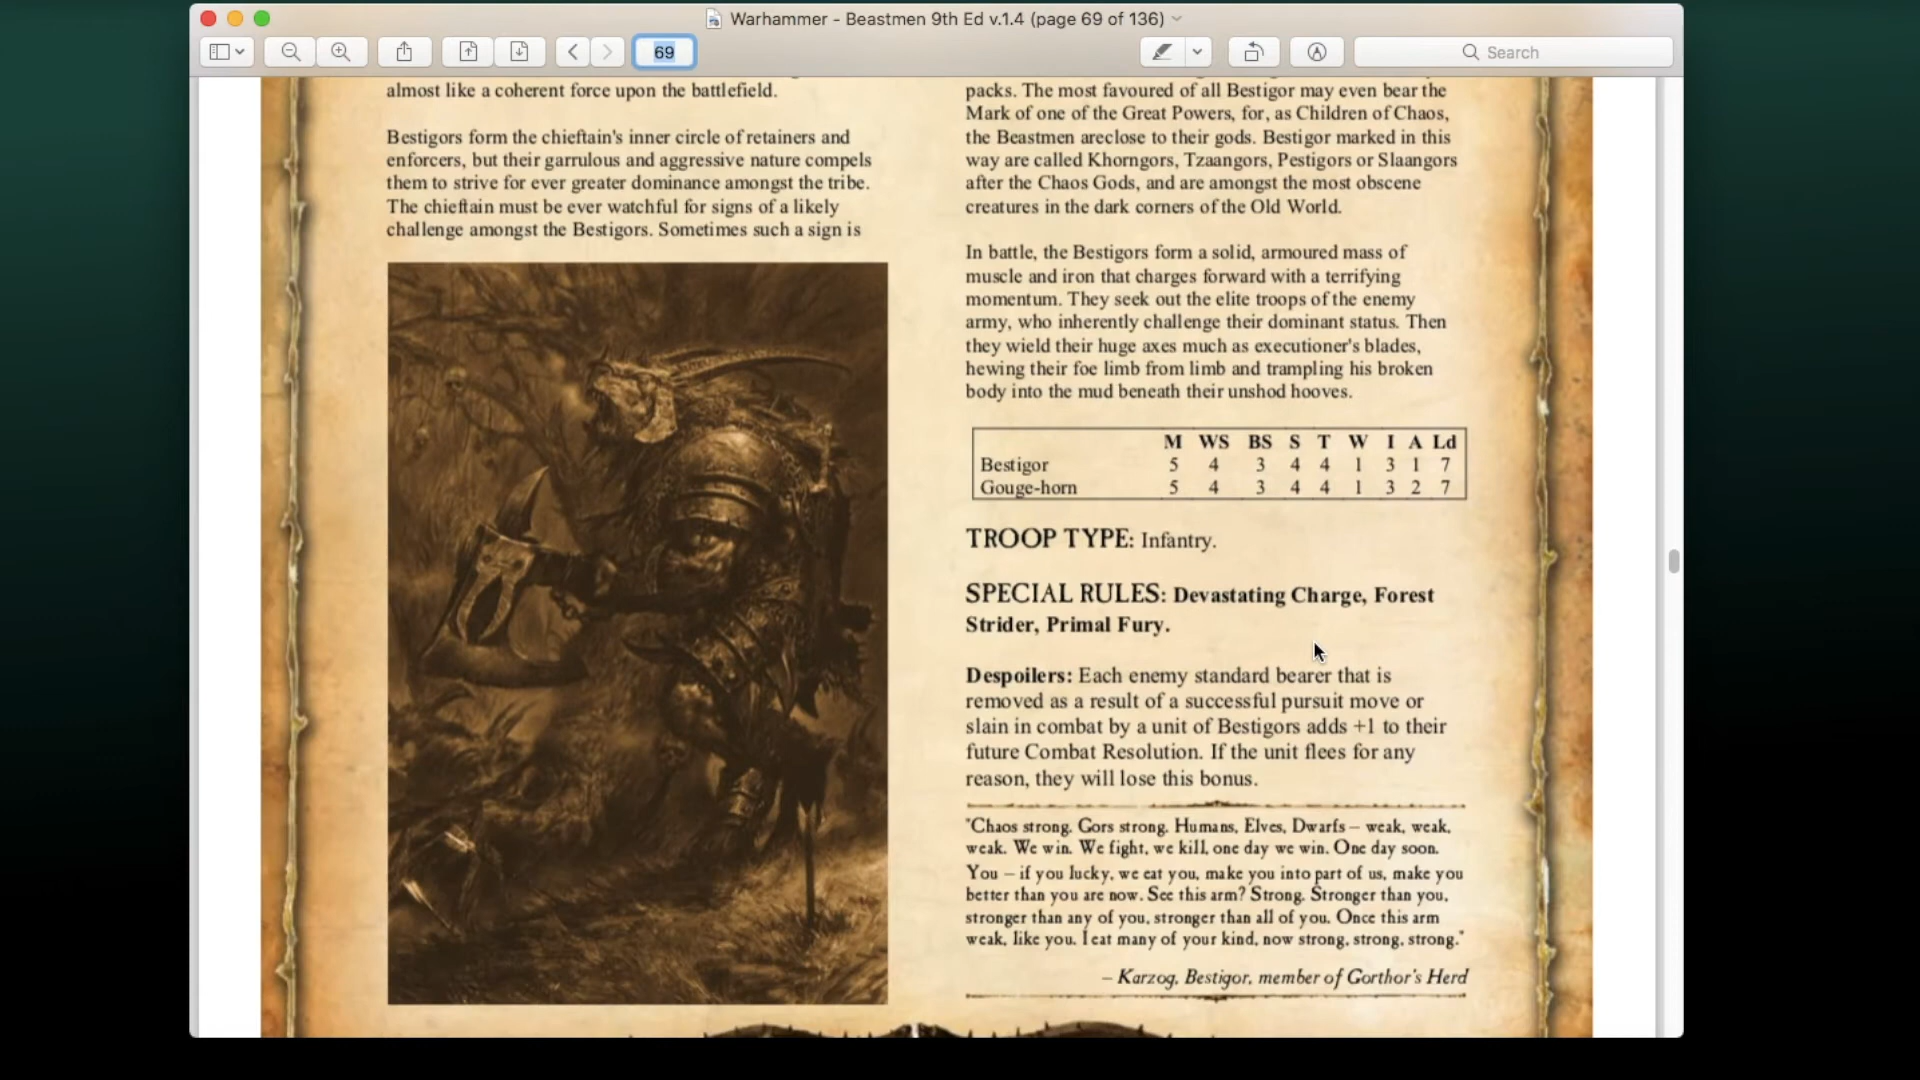 Warhammer - Beastmen 9th Ed v.1.4 (page 69 of 136)
69
Search
almost like a coherent force upon the battlefield.
Bestigors form the chieftain's inner circle of retainers and
enforcers, but their garrulous and aggressive nature compels
them to strive for ever greater dominance amongst the tribe.
The chieftain must be ever watchful for signs of a likely
challenge amongst the Bestigors. Sometimes such a sign is
packs. The most favoured of all Bestigor may even bear the
Mark of one of the Great Powers, for, as Children of Chaos,
the Beastmen areclose to their gods. Bestigor marked in this
way are called Khorngors, Tzaangors, Pestigors or Slaangors
after the Chaos Gods, and are amongst the most obscene
creatures in the dark corners of the Old World.
In battle, the Bestigors form a solid, armoured mass of
muscle and iron that charges forward with a terrifying
momentum. They seek out the elite troops of the enemy
army, who inherently challenge their dominant status. Then
they wield their huge axes much as executioner's blades,
hewing their foe limb from limb and trampling his broken
body into the mud beneath their unshod hooves.
M WS BS S T W I A Ld
Bestigor 5 4 3 4 4 1 3 1 7
Gouge-horn 5 4 3 4 4 1 3 2 7
TROOP TYPE: Infantry.
SPECIAL RULES: Devastating Charge, Forest
Strider, Primal Fury.
Despoilers: Each enemy standard bearer that is
removed as a result of a successful pursuit move or
slain in combat by a unit of Bestigors adds +1 to their
future Combat Resolution. If the unit flees for any
reason, they will lose this bonus.
"Chaos strong. Gors strong. Humans, Elves, Dwarfs – weak, weak,
weak. We win. We fight, we kill, one day we win. One day soon.
You – if you lucky, we eat you, make you into part of us, make you
better than you are now. See this arm? Strong. Stronger than you,
stronger than any of you, stronger than all of you. Once this arm
weak, like you. I eat many of your kind, now strong, strong, strong."
– Karzog, Bestigor, member of Gorthor's Herd